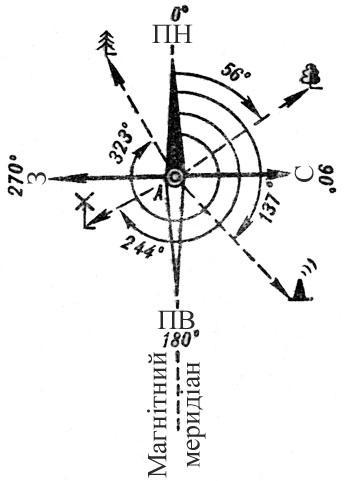 0°
ПН
56°
323°
270°
З
А
С
90°
137°
244°
ПВ
180°
Магнітний
меридіан